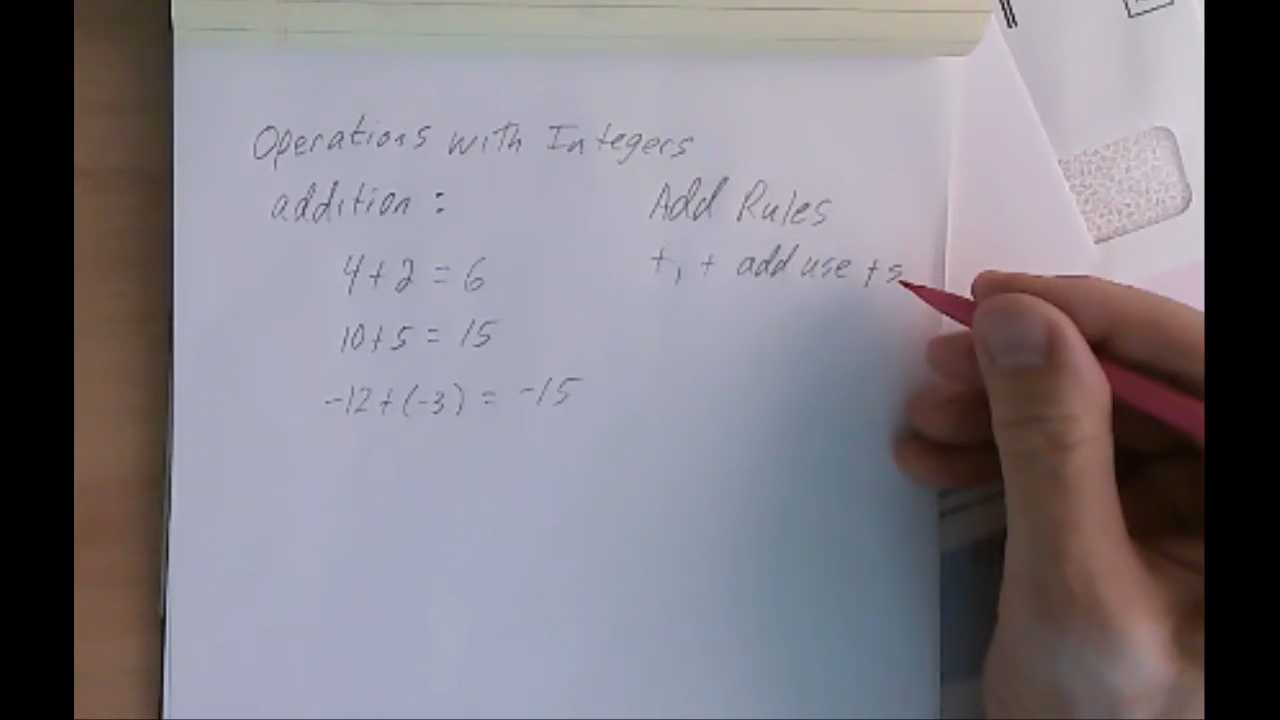 Operations with Integers
addition :
4 + 2 = 6
10 + 5 = 15
-12 + (-3) = -15
Add Rules
+, + add use + s